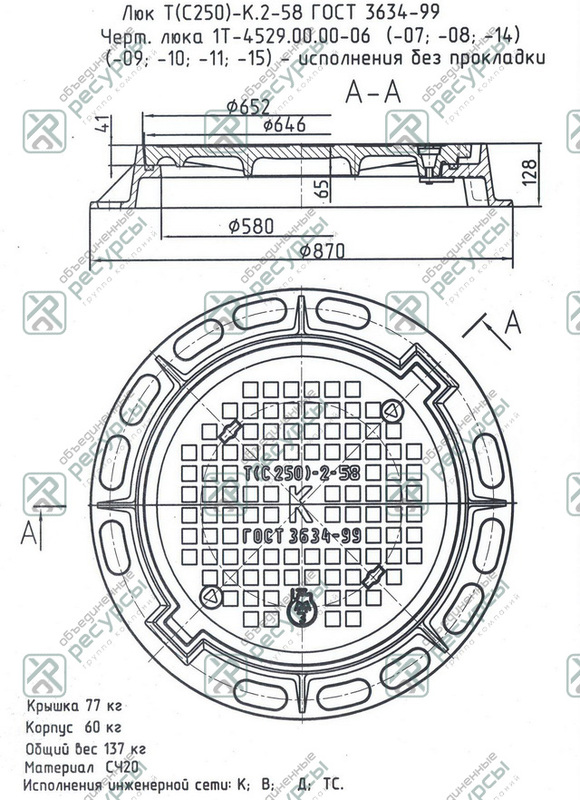 Люк Т(С250)-К.2-58 ГОСТ 3634-99
Черт. люка 1Т-4529.00.00-06 (-07; -08; -14)
(-09; -10; -11; -15) - исполнения без прокладки
А-А
Ф652
Ф646
41
65
128
Ф580
Ф870
А
А
Т(С250)-2-58
К
ГОСТ 3634-99
Крышка 77 кг
Корпус 60 кг
Общий вес 137 кг
Материал СЧ20
Исполнения инженерной сети: К; В; Д; ТС.
объединенные
ресурсы
группа компаний